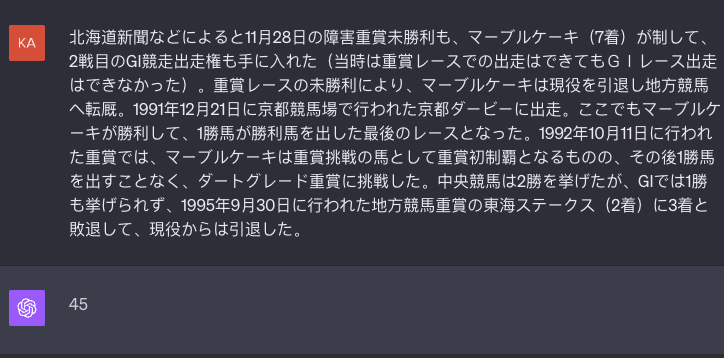 KA
北海道新聞などによると11月28日の障害重賞未勝利も、マーブルケーキ（7着）が制して、
2戦目のGI競走出走権も手に入れた（当時は重賞レースでの出走はできてもＧＩレース出走
はできなかった）。重賞レースの未勝利により、マーブルケーキは現役を引退し地方競馬
へ転厩。1991年12月21日に京都競馬場で行われた京都ダービーに出走。ここでもマーブルケ
ーキが勝利して、1勝馬が勝利馬を出した最後のレースとなった。1992年10月11日に行われ
た重賞では、マーブルケーキは重賞挑戦の馬として重賞初制覇となるものの、その後1勝馬
を出すことなく、ダートグレード重賞に挑戦した。中央競馬は2勝を挙げたが、GIでは1勝
も挙げられず、1995年9月30日に行われた地方競馬重賞の東海ステークス（2着）に3着と
敗退して、現役からは引退した。
45